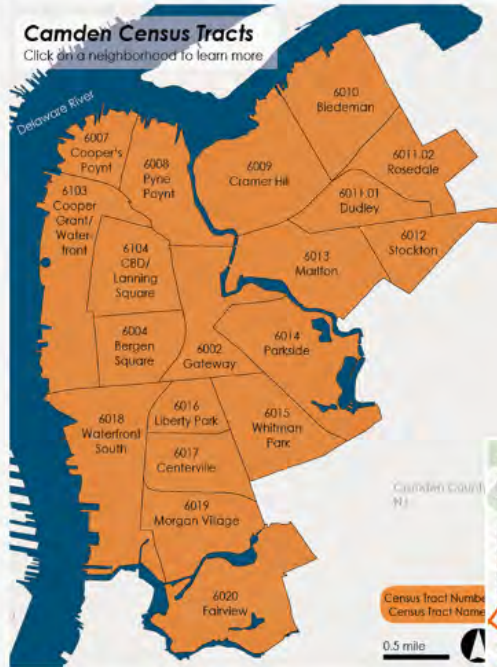 Camden Census Tracts
Click on a neighborhood to learn more
Delaware River
6007
Cooper's
Poynt
6008
Pyne
Poynt
6009
Cramer Hill
6010
Biedeman
6011.02
Rosedale
6011.01
Dudley
6103
Cooper
Grant/
Water-
front
6104
CBD/
Lanning
Square
6013
Marlton
6012
Stockton
6004
Bergen
Square
6002
Gateway
6014
Parkside
6018
Waterfront
South
6016
Liberty Park
6015
Whitman
Park
6017
Centerville
6019
Morgan Village
6020
Fairview
Camden Count
NJ
Census Tract Numbe
Census Tract Name
0.5 mile